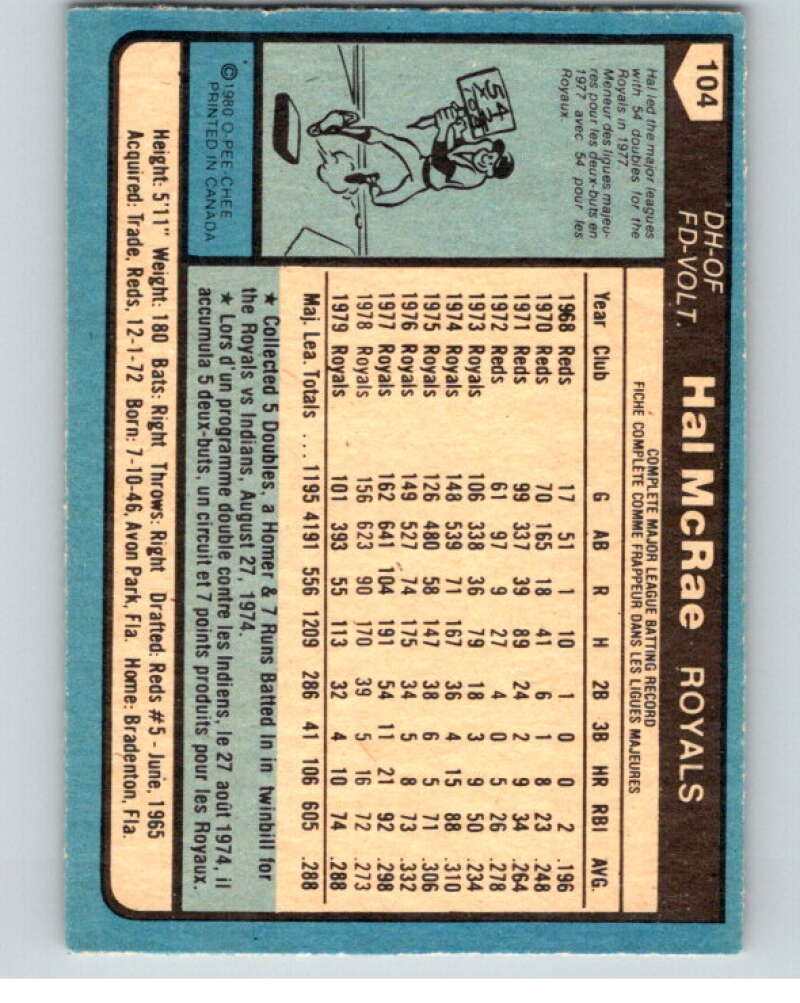 104
DH-OF
FD-VOLT.
Hal McRae ROYALS
Hal led the major leagues
with 54 doubles for the
Royals in 1977
Meneur des ligues majeu-
res pour les deux-buts en
1977 avec 54 pour les
Royaux.
54
©1980 O-PEE-CHEE
PRINTED IN CANADA
COMPLETE MAJOR LEAGUE BATTING RECORD
FICHE COMPLETE COMME FRAPPEUR DANS LES LIGUES MAJEURES
Year Club G AB R H 2B 3B HR RBI AVG.
1968 Reds 17 51 1 10 1 0 0 2 .196
1970 Reds 70 165 18 41 6 1 8 23 .248
1971 Reds 99 337 39 89 24 2 9 34 .264
1972 Reds 61 97 9 27 4 0 5 26 .278
1973 Royals 106 338 36 79 18 3 9 50 .234
1974 Royals 148 539 71 167 36 4 15 88 .310
1975 Royals 126 480 58 147 38 6 5 71 .306
1976 Royals 149 527 74 175 34 5 8 73 .332
1977 Royals 162 641 104 191 54 11 21 92 .298
1978 Royals 156 623 90 170 39 5 16 72 .273
1979 Royals 101 393 55 113 32 4 10 74 .288
Maj. Lea. Totals .... 1195 4191 556 1209 286 41 106 605 .288
★ Collected 5 Doubles, a Homer & 7 Runs Batted In in twinbill for
the Royals vs Indians, August 27, 1974.
★ Lors d'un programme double contre les Indiens, le 27 août 1974, il
accumula 5 deux-buts, un circuit et 7 points produits pour les Royaux.
Height: 5'11" Weight: 180 Bats: Right Throws: Right Drafted: Reds #5 - June, 1965
Acquired: Trade, Reds, 12-1-72 Born: 7-10-46, Avon Park, Fla. Home: Bradenton, Fla.